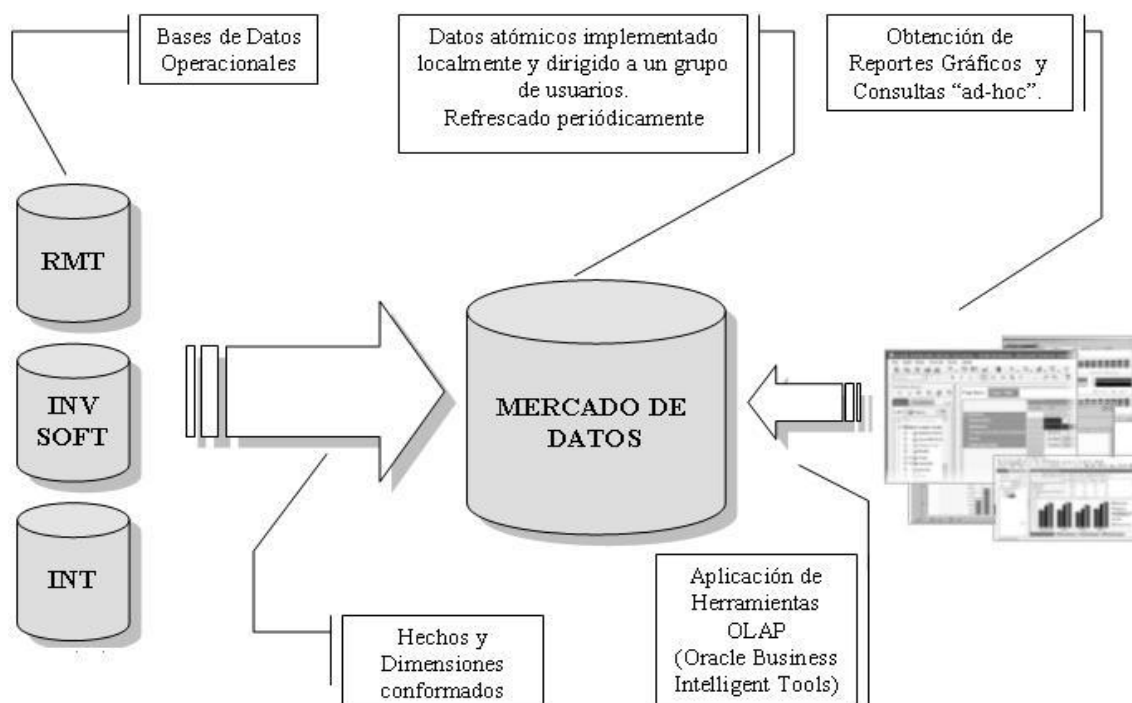 Bases de Datos
Operacionales
Datos atómicos implementado
localmente y dirigido a un grupo
de usuarios.
Refrescado periódicamente
Obtención de
Reportes Gráficos y
Consultas “ad-hoc”.
RMT
INV
SOFT
INT
MERCADO DE
DATOS
Hechos y
Dimensiones
conformados
Aplicación de
Herramientas
OLAP
(Oracle Business
Intelligent Tools)